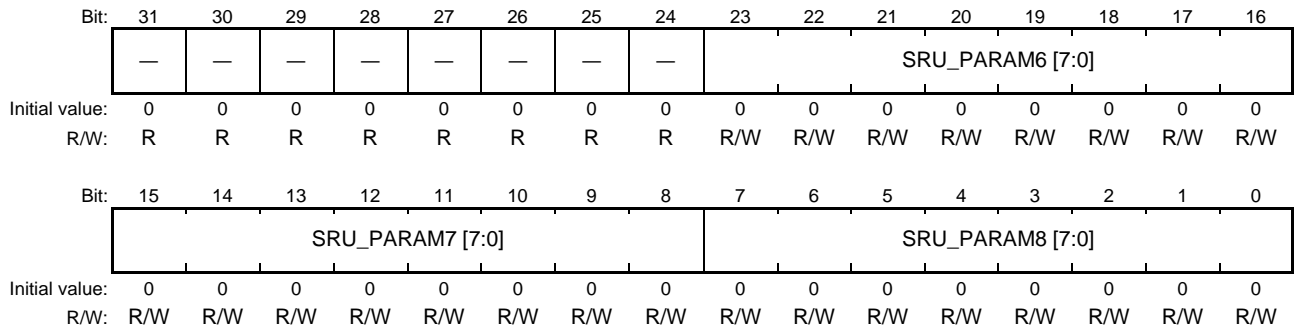 Bit: 31 30 29 28 27 26 25 24 23 22 21 20 19 18 17 16
— — — — — — — — SRU_PARAM6 [7:0]
Initial value: 0 0 0 0 0 0 0 0 0 0 0 0 0 0 0 0
R/W: R R R R R R R R R/W R/W R/W R/W R/W R/W R/W R/W
Bit: 15 14 13 12 11 10 9 8 7 6 5 4 3 2 1 0
SRU_PARAM7 [7:0] SRU_PARAM8 [7:0]
Initial value: 0 0 0 0 0 0 0 0 0 0 0 0 0 0 0 0
R/W: R/W R/W R/W R/W R/W R/W R/W R/W R/W R/W R/W R/W R/W R/W R/W R/W